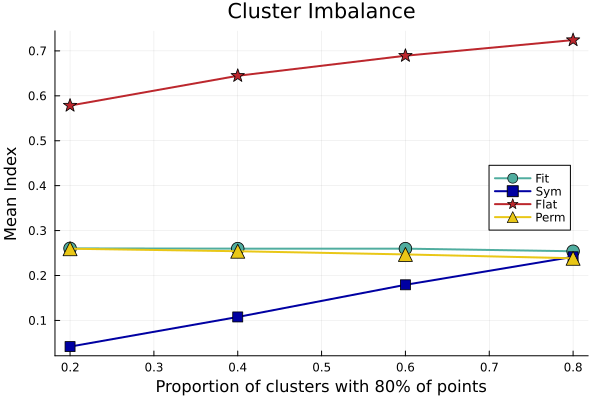 Cluster Imbalance
Mean Index
0.7
0.6
0.5
0.4
0.3
0.2
0.1
Fit
Sym
Flat
Perm
0.2 0.3 0.4 0.5 0.6 0.7 0.8
Proportion of clusters with 80% of points